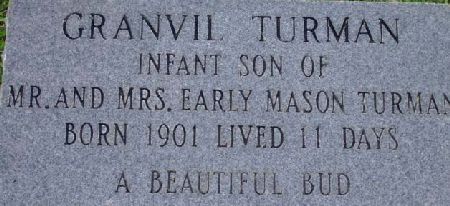 GRANVIL TURMAN
INFANT SON OF
MR. AND MRS. EARLY MASON TURMAN
BORN 1901 LIVED 11 DAYS
A BEAUTIFUL BUD